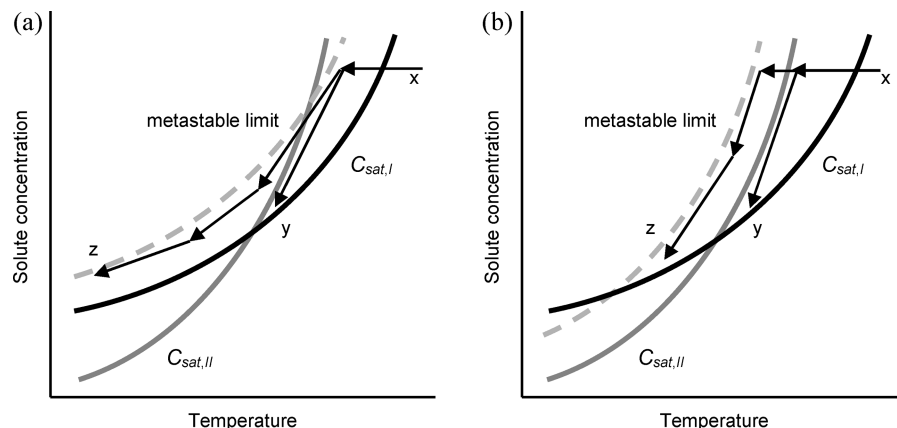 (a)
Solute concentration
metastable limit
x
C_sat,I
y
z
C_sat,II
Temperature
(b)
Solute concentration
metastable limit
x
C_sat,I
y
z
C_sat,II
Temperature